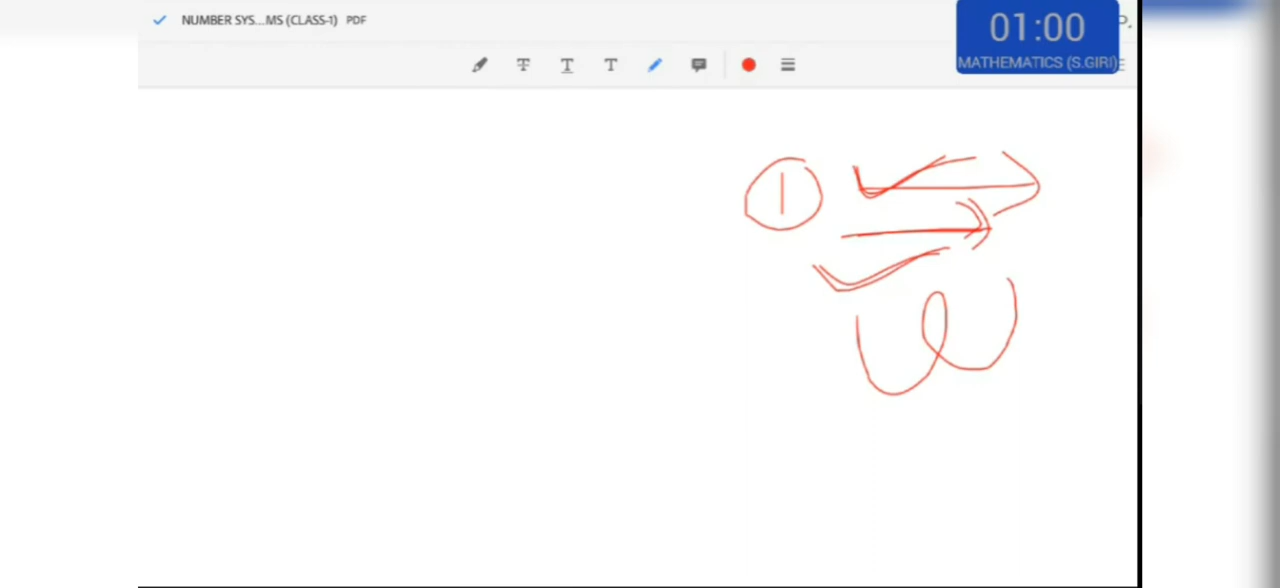 NUMBER SYS...MS (CLASS-1) PDF
01:00
MATHEMATICS (S.GIRI)
T T T
1
W